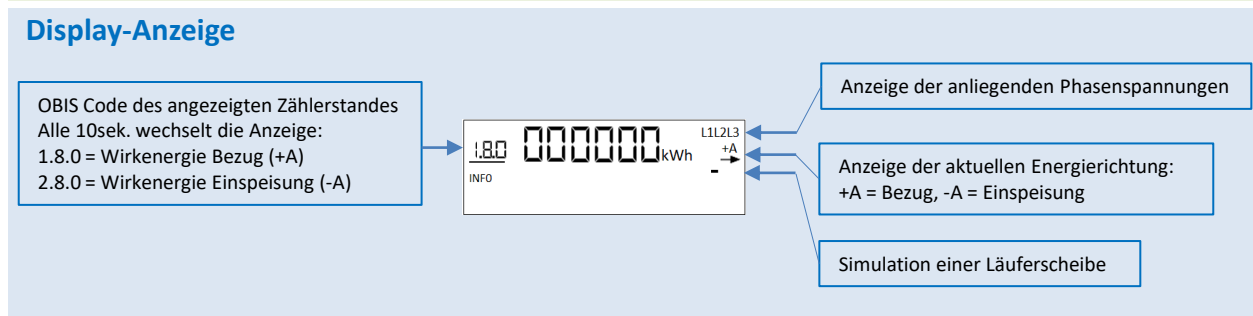 Display-Anzeige
OBIS Code des angezeigten Zählerstandes
Alle 10sek. wechselt die Anzeige:
1.8.0 = Wirkenergie Bezug (+A)
2.8.0 = Wirkenergie Einspeisung (-A)
1.8.0 000000 kWh
L1L2L3
+A
INFO
Anzeige der anliegenden Phasenspannungen
Anzeige der aktuellen Energierichtung:
+A = Bezug, -A = Einspeisung
Simulation einer Läuferscheibe